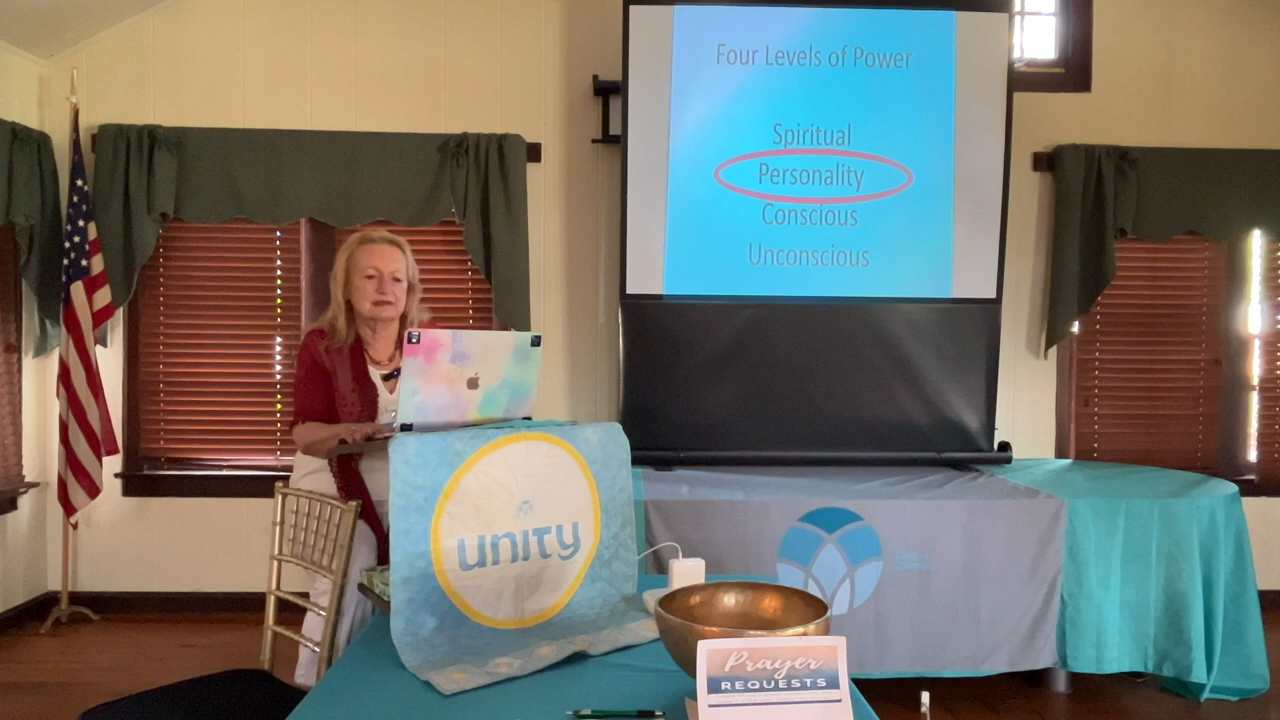 Four Levels of Power
Spiritual
Personality
Conscious
Unconscious
unity
Prayer
REQUESTS